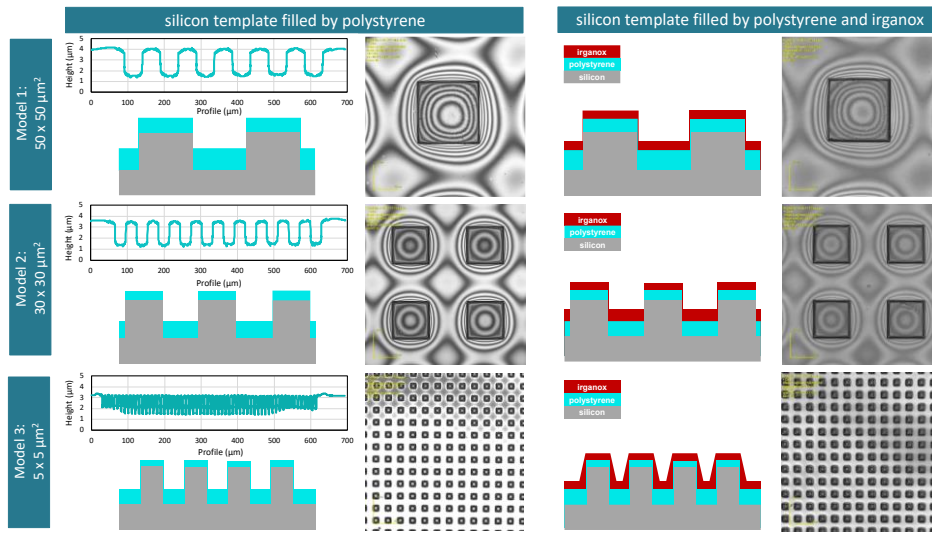 silicon template filled by polystyrene
silicon template filled by polystyrene and irganox
Model 1:
50 x 50 µm²
Height (µm)
5
4
3
2
1
0
0 100 200 300 400 500 600 700
Profile (µm)
irganox
polystyrene
silicon
Model 2:
30 x 30 µm²
Height (µm)
5
4
3
2
1
0
0 100 200 300 400 500 600 700
Profile (µm)
irganox
polystyrene
silicon
Model 3:
5 x 5 µm²
Height (µm)
5
4
3
2
1
0
0 100 200 300 400 500 600 700
Profile (µm)
irganox
polystyrene
silicon